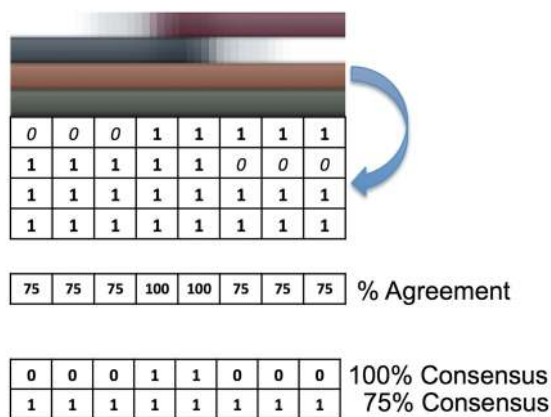 0 0 0 1 1 1 1 1
1 1 1 1 1 0 0 0
1 1 1 1 1 1 1 1
1 1 1 1 1 1 1 1
75 75 75 100 100 75 75 75 % Agreement
0 0 0 1 1 0 0 0 100% Consensus
1 1 1 1 1 1 1 1 75% Consensus